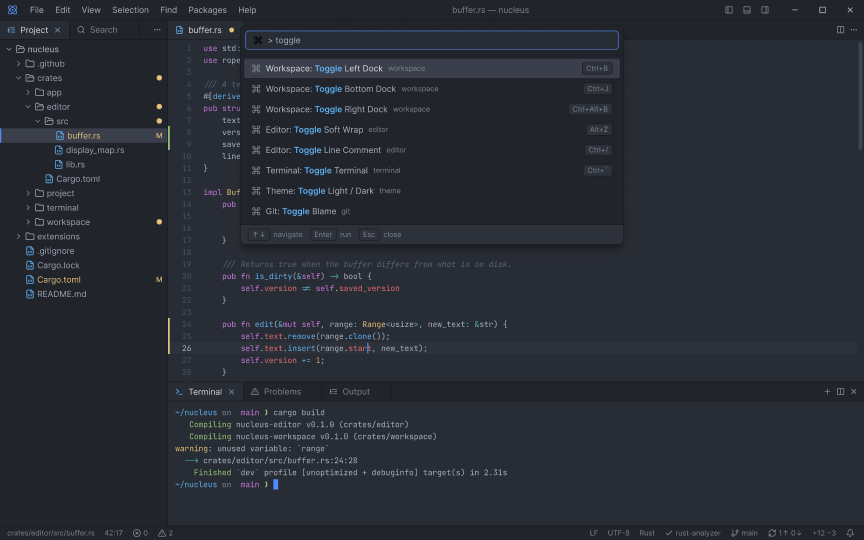 File Edit View Selection Find Packages Help
buffer.rs — nucleus
Project
Search
buffer.rs
> toggle
Workspace: Toggle Left Dock workspace Ctrl+B
Workspace: Toggle Bottom Dock workspace Ctrl+J
Workspace: Toggle Right Dock workspace Ctrl+Alt+B
Editor: Toggle Soft Wrap editor Alt+Z
Editor: Toggle Line Comment editor Ctrl+/
Terminal: Toggle Terminal terminal Ctrl+`
Theme: Toggle Light / Dark theme
Git: Toggle Blame git
↑↓ navigate Enter run Esc close
nucleus
.github
crates
app
editor
src
buffer.rs M
display_map.rs
lib.rs
Cargo.toml
project
terminal
workspace
extensions
.gitignore
Cargo.lock
Cargo.toml M
README.md
1 use std:
2 use rope
3
4 /// A te
5 #[derive
6 pub stru
7 text
8 vers
9 save
10 line
11 }
12
13 impl Buf
14 pub
15
16
17 }
18
19 /// Returns true when the buffer differs from what is on disk.
20 pub fn is_dirty(&self) -> bool {
21 self.version ≠ self.saved_version
22 }
23
24 pub fn edit(&mut self, range: Range<usize>, new_text: &str) {
25 self.text.remove(range.clone());
26 self.text.insert(range.start, new_text);
27 self.version += 1;
28 }
Terminal Problems Output
~/nucleus on main ❯ cargo build
Compiling nucleus-editor v0.1.0 (crates/editor)
Compiling nucleus-workspace v0.1.0 (crates/workspace)
warning: unused variable: `range`
--> crates/editor/src/buffer.rs:24:28
Finished `dev` profile [unoptimized + debuginfo] target(s) in 2.31s
~/nucleus on main ❯
crates/editor/src/buffer.rs 42:17 0 2
LF UTF-8 Rust ✓ rust-analyzer main 1↑ 0↓ +12 -3